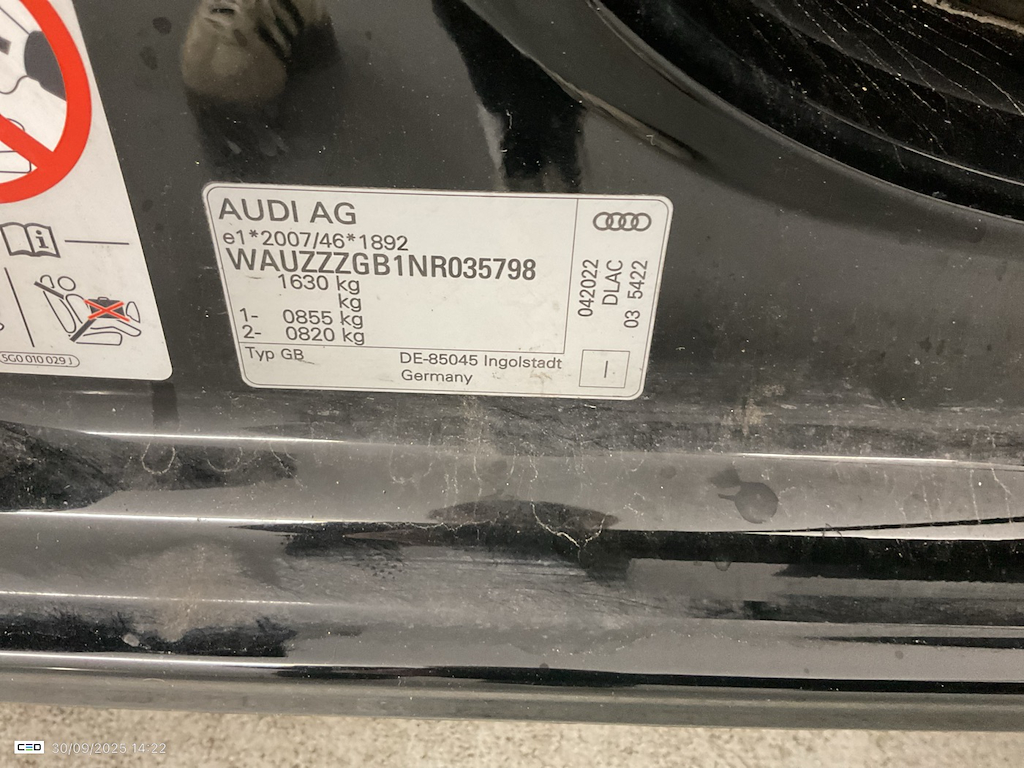 AUDI AG
e1*2007/46*1892
WAUZZZGB1NR035798
1630 kg
kg
1- 0855 kg
2- 0820 kg
Typ GB
DE-85045 Ingolstadt
Germany
042022
DLAC
03 5422
5G0 010 029 J
CEO 30/09/2025 14:22